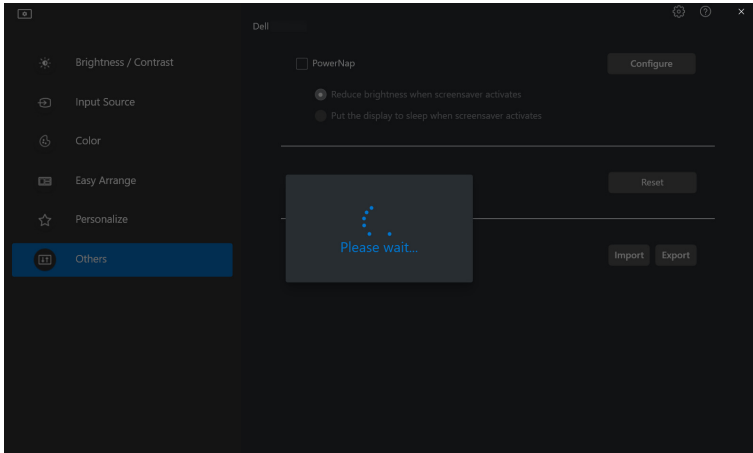 Dell
Brightness / Contrast
Input Source
Color
Easy Arrange
Personalize
Others
PowerNap
Configure
Reduce brightness when screensaver activates
Put the display to sleep when screensaver activates
Reset
Please wait...
Import Export